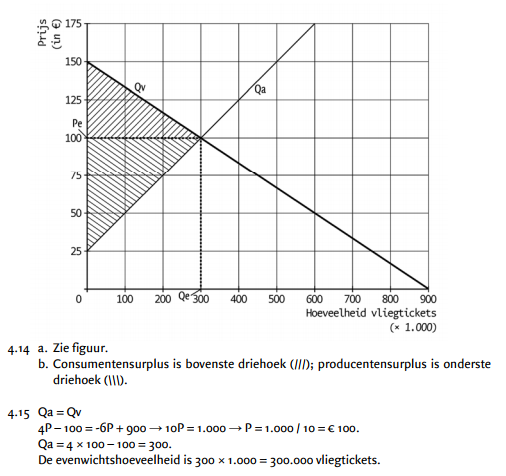 Prijs
(in €)
175
150
Qv
Qa
125
Pe
100
75
50
25
0 100 200 Qe 300 400 500 600 700 800 900
Hoeveelheid vliegtickets
(× 1.000)
4.14 a. Zie figuur.
b. Consumentensurplus is bovenste driehoek (///); producentensurplus is onderste
driehoek (\\\).
4.15 Qa = Qv
4P – 100 = -6P + 900 → 10P = 1.000 → P = 1.000 / 10 = € 100.
Qa = 4 × 100 – 100 = 300.
De evenwichtshoeveelheid is 300 × 1.000 = 300.000 vliegtickets.